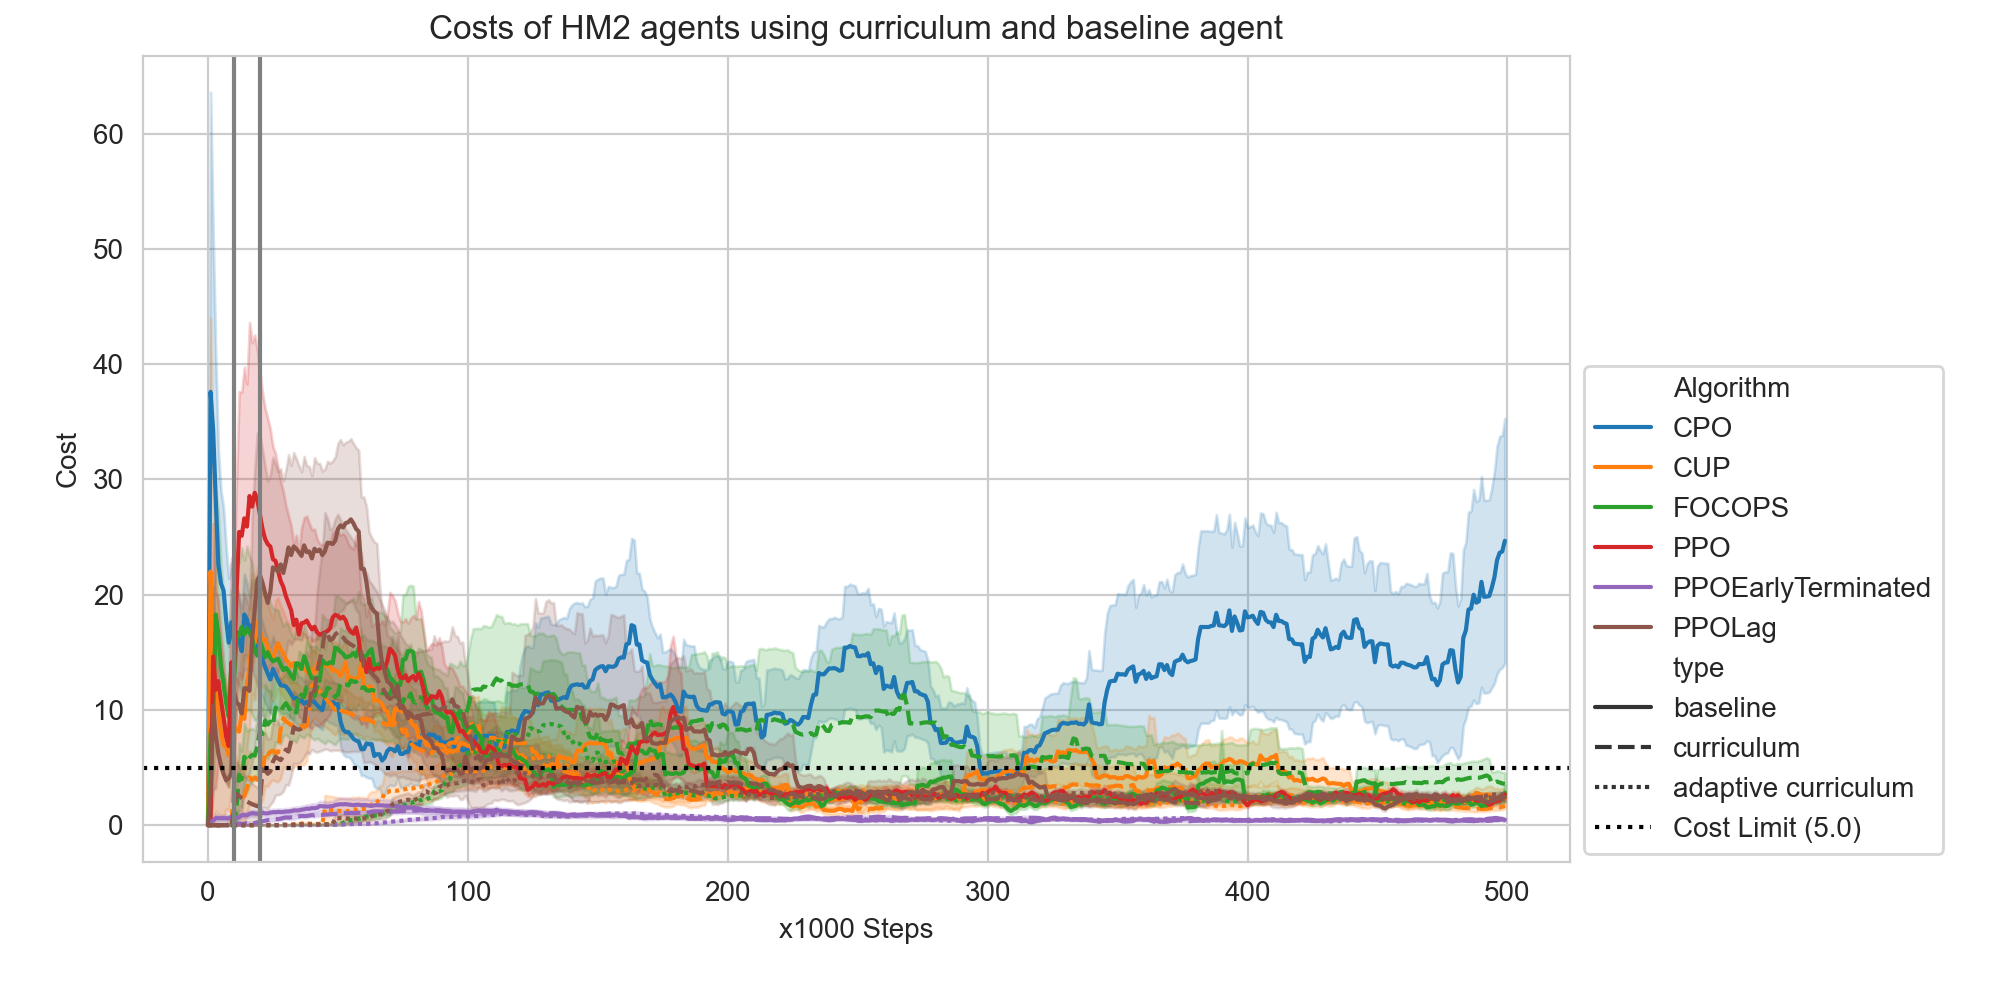 Costs of HM2 agents using curriculum and baseline agent
60
50
40
30
20
10
0
Cost
0 100 200 300 400 500
x1000 Steps
Algorithm
CPO
CUP
FOCOPS
PPO
PPOEarlyTerminated
PPOLag
type
baseline
curriculum
adaptive curriculum
Cost Limit (5.0)